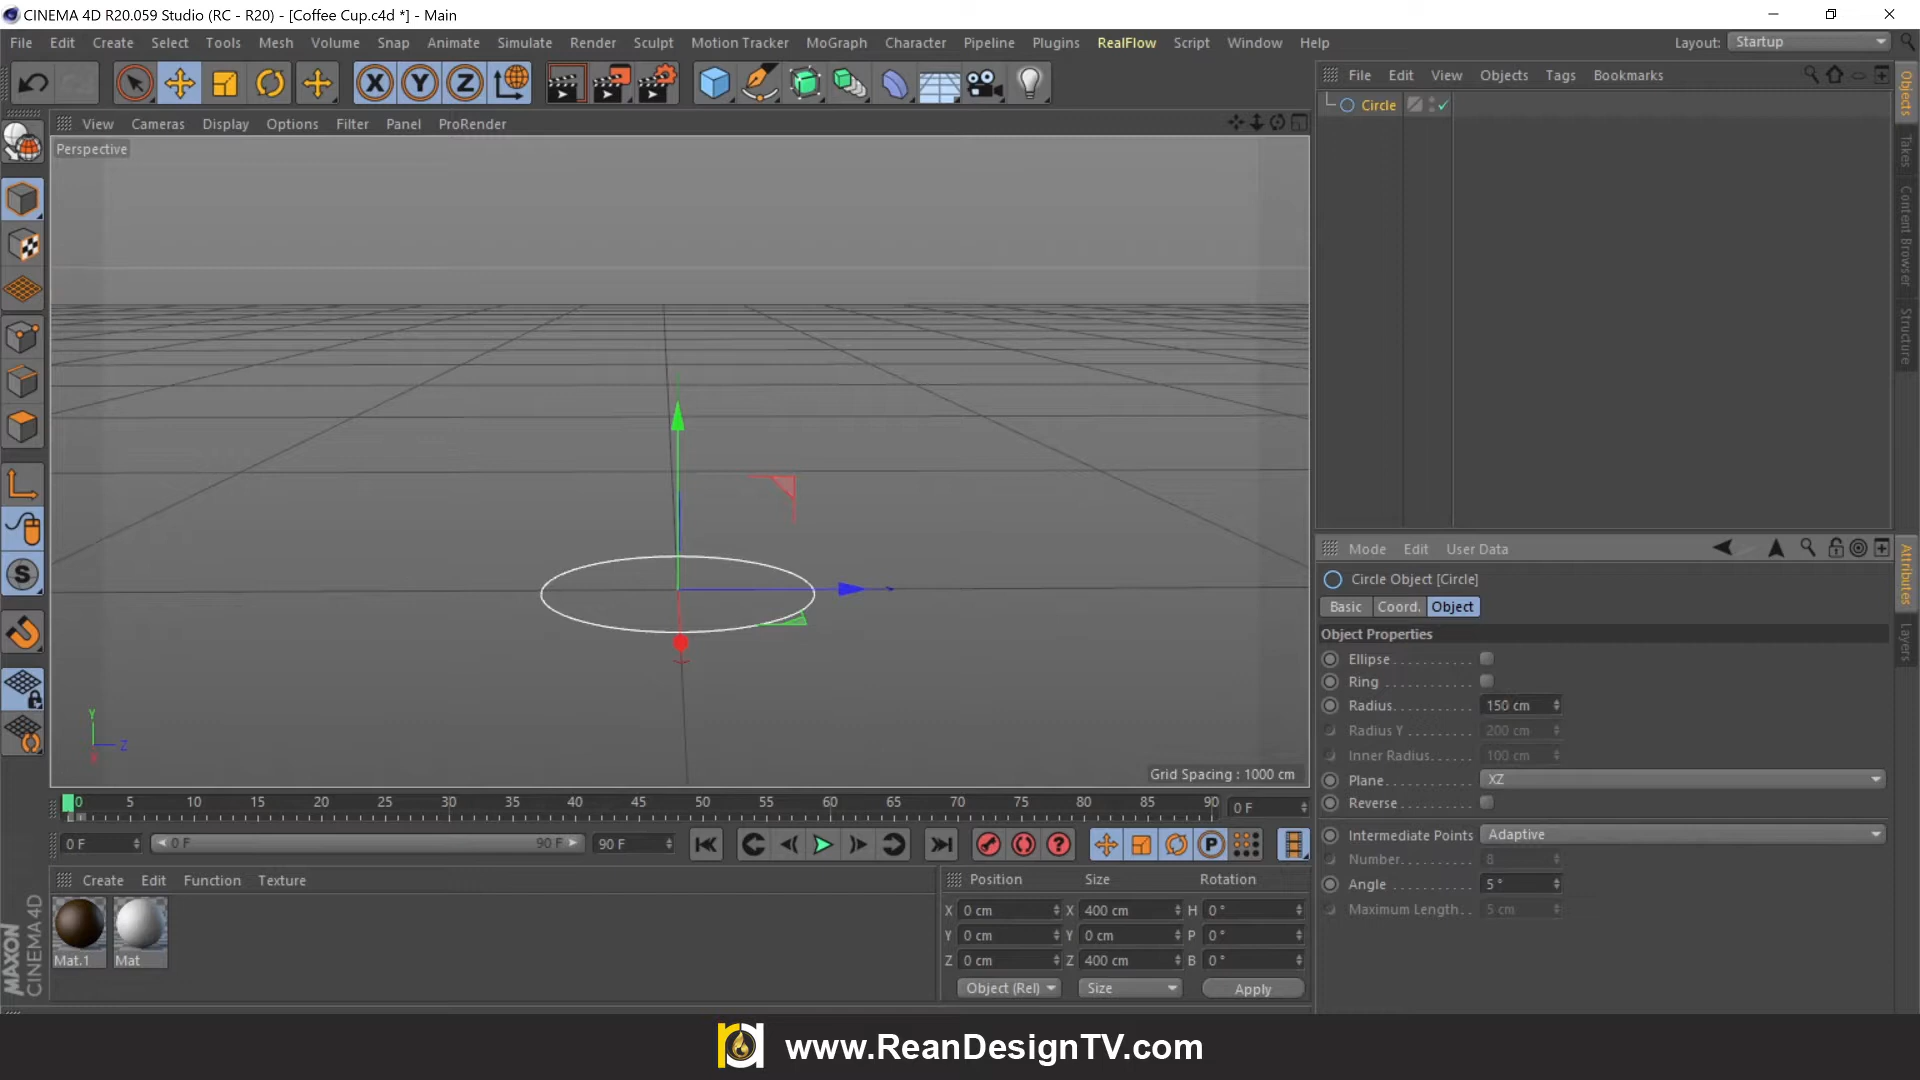 CINEMA 4D R20.059 Studio (RC - R20) - [Coffee Cup.c4d *] - Main
File Edit Create Select Tools Mesh Volume Snap Animate Simulate Render Sculpt Motion Tracker MoGraph Character Pipeline Plugins RealFlow Script Window Help Layout: Startup
X Y Z
File Edit View Objects Tags Bookmarks
Circle
View Cameras Display Options Filter Panel ProRender
Perspective
Y
Z
X
Grid Spacing : 1000 cm
Objects
Takes
Content Browser
Structure
Mode Edit User Data
Circle Object [Circle]
Basic Coord. Object
Object Properties
Ellipse
Ring
Radius 150 cm
Radius Y 200 cm
Inner Radius 100 cm
Plane XZ
Reverse
Intermediate Points Adaptive
Number 8
Angle 5 °
Maximum Length 5 cm
Attributes
Layers
0 5 10 15 20 25 30 35 40 45 50 55 60 65 70 75 80 85 90 0 F
0 F 0 F 90 F 90 F
P
Create Edit Function Texture
Mat.1 Mat
Position Size Rotation
X 0 cm X 400 cm H 0 °
Y 0 cm Y 0 cm P 0 °
Z 0 cm Z 400 cm B 0 °
Object (Rel) Size Apply
MAXON
CINEMA 4D
S
www.ReanDesignTV.com